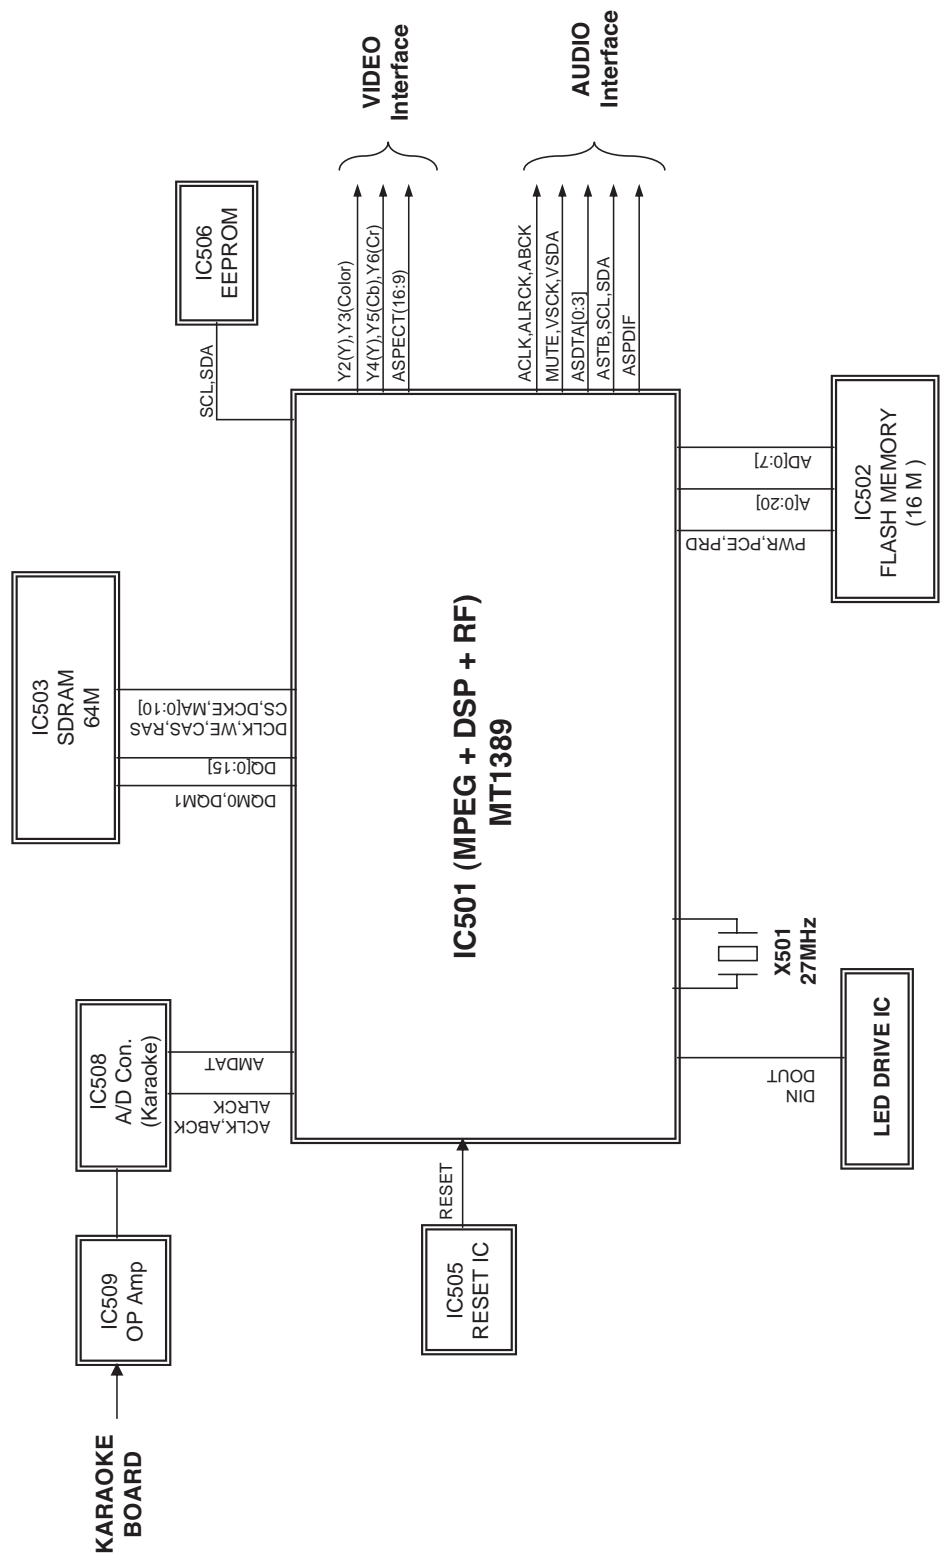 KARAOKE
BOARD
IC509
OP Amp
IC508
A/D Con.
(Karaoke)
ACLK,ABCK
ALRCK
AMDAT
IC503
SDRAM
64M
DQM0,DQM1
DQ[0:15]
DCLK,WE,CAS,RAS
CS,DCKE,MA[0:10]
IC506
EEPROM
SCL,SDA
IC505
RESET IC
RESET
IC501 (MPEG + DSP + RF)
MT1389
Y2(Y),Y3(Color)
Y4(Y),Y5(Cb),Y6(Cr)
ASPECT(16:9)
VIDEO
Interface
ACLK,ALRCK,ABCK
MUTE,VSCK,VSDA
ASDTA[0:3]
ASTB,SCL,SDA
ASPDIF
AUDIO
Interface
DIN
DOUT
LED DRIVE IC
X501
27MHz
PWR,PCE,PRD
A[0:20]
AD[0:7]
IC502
FLASH MEMORY
(16 M )